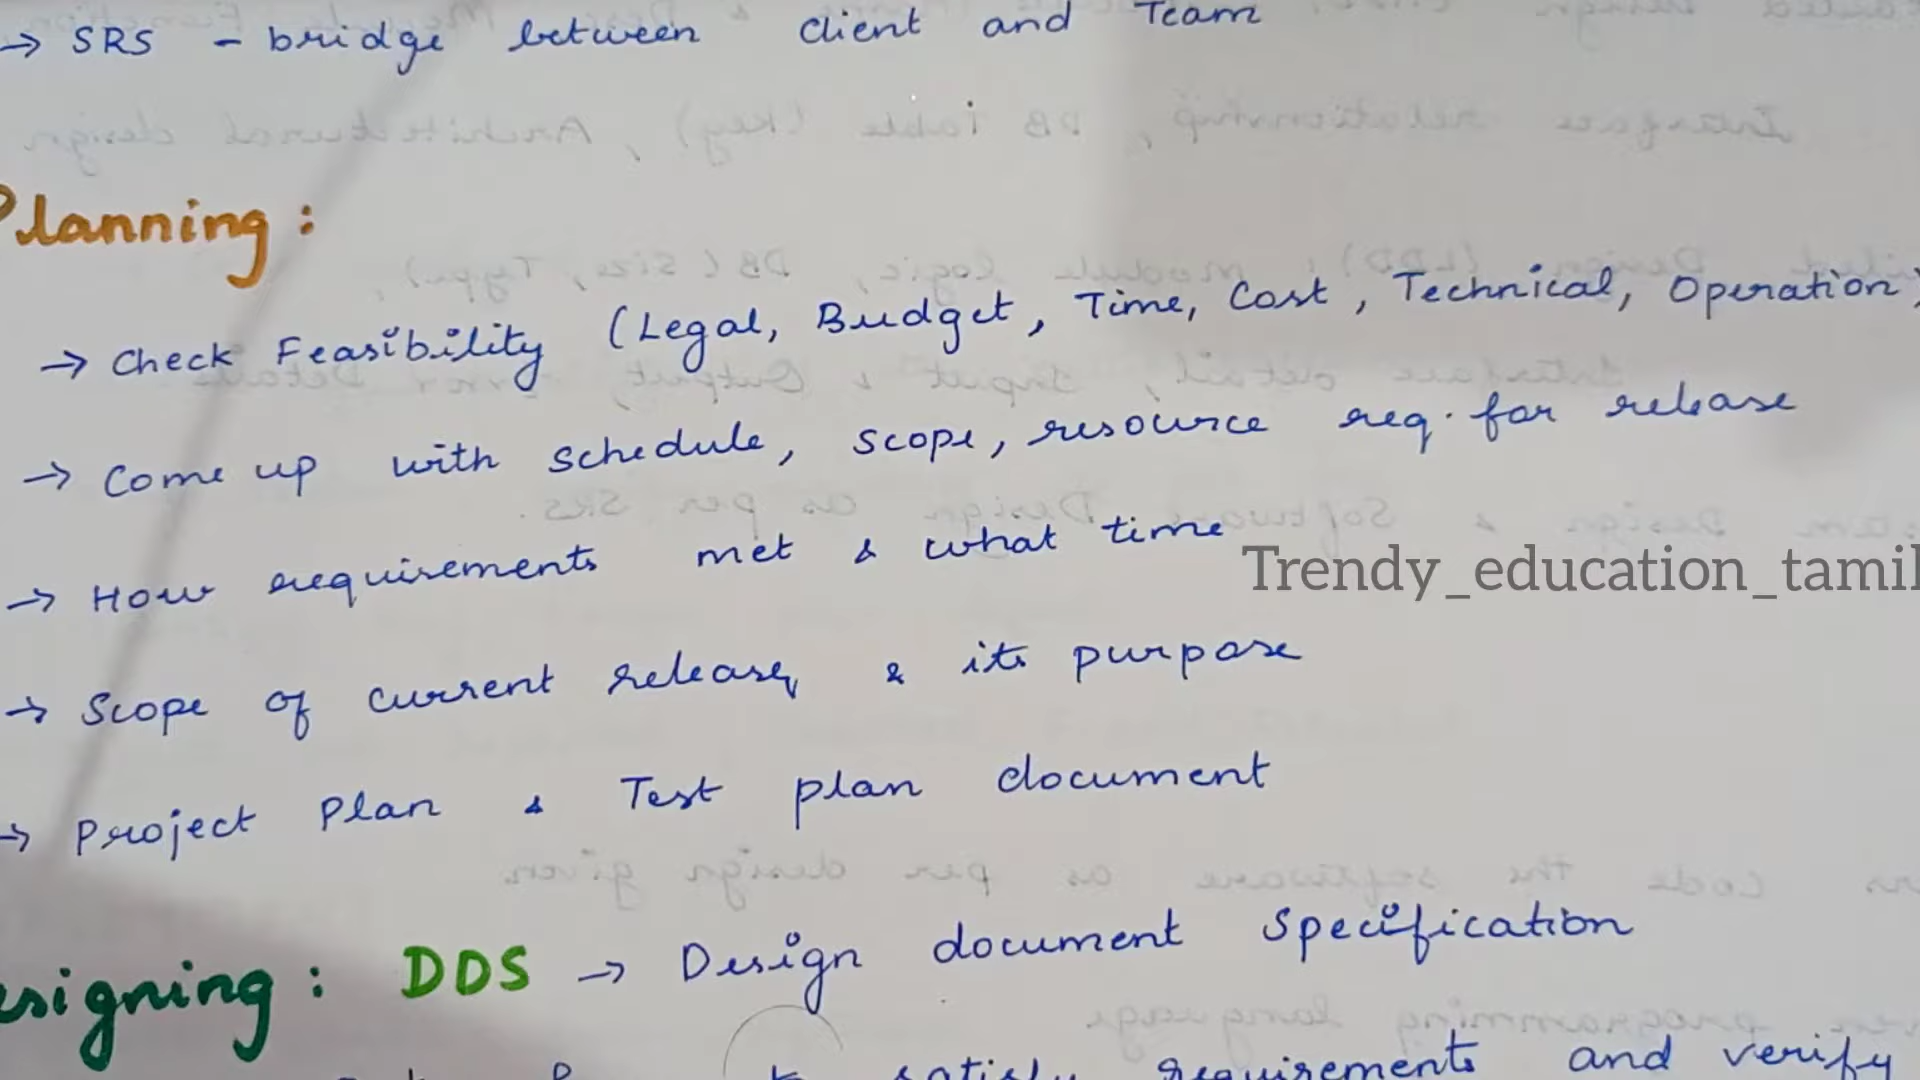 → SRS - bridge between client and Team
Planning :
→ Check Feasibility (Legal, Budget, Time, Cost, Technical, Operation)
→ Come up with schedule, scope, resource req. for release
→ How requirements met & what time
Trendy_education_tamil
→ Scope of current release, & its purpose
→ Project Plan & Test plan document
esigning : DDS → Design document specification
satisfy requirements and verify